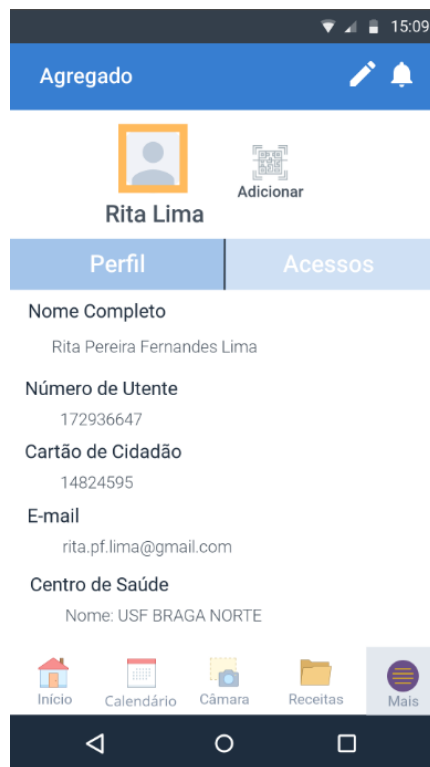 15:09
Agregado
Adicionar
Rita Lima
Perfil Acessos
Nome Completo
Rita Pereira Fernandes Lima
Número de Utente
172936647
Cartão de Cidadão
14824595
E-mail
rita.pf.lima@gmail.com
Centro de Saúde
Nome: USF BRAGA NORTE
Início Calendário Câmara Receitas Mais